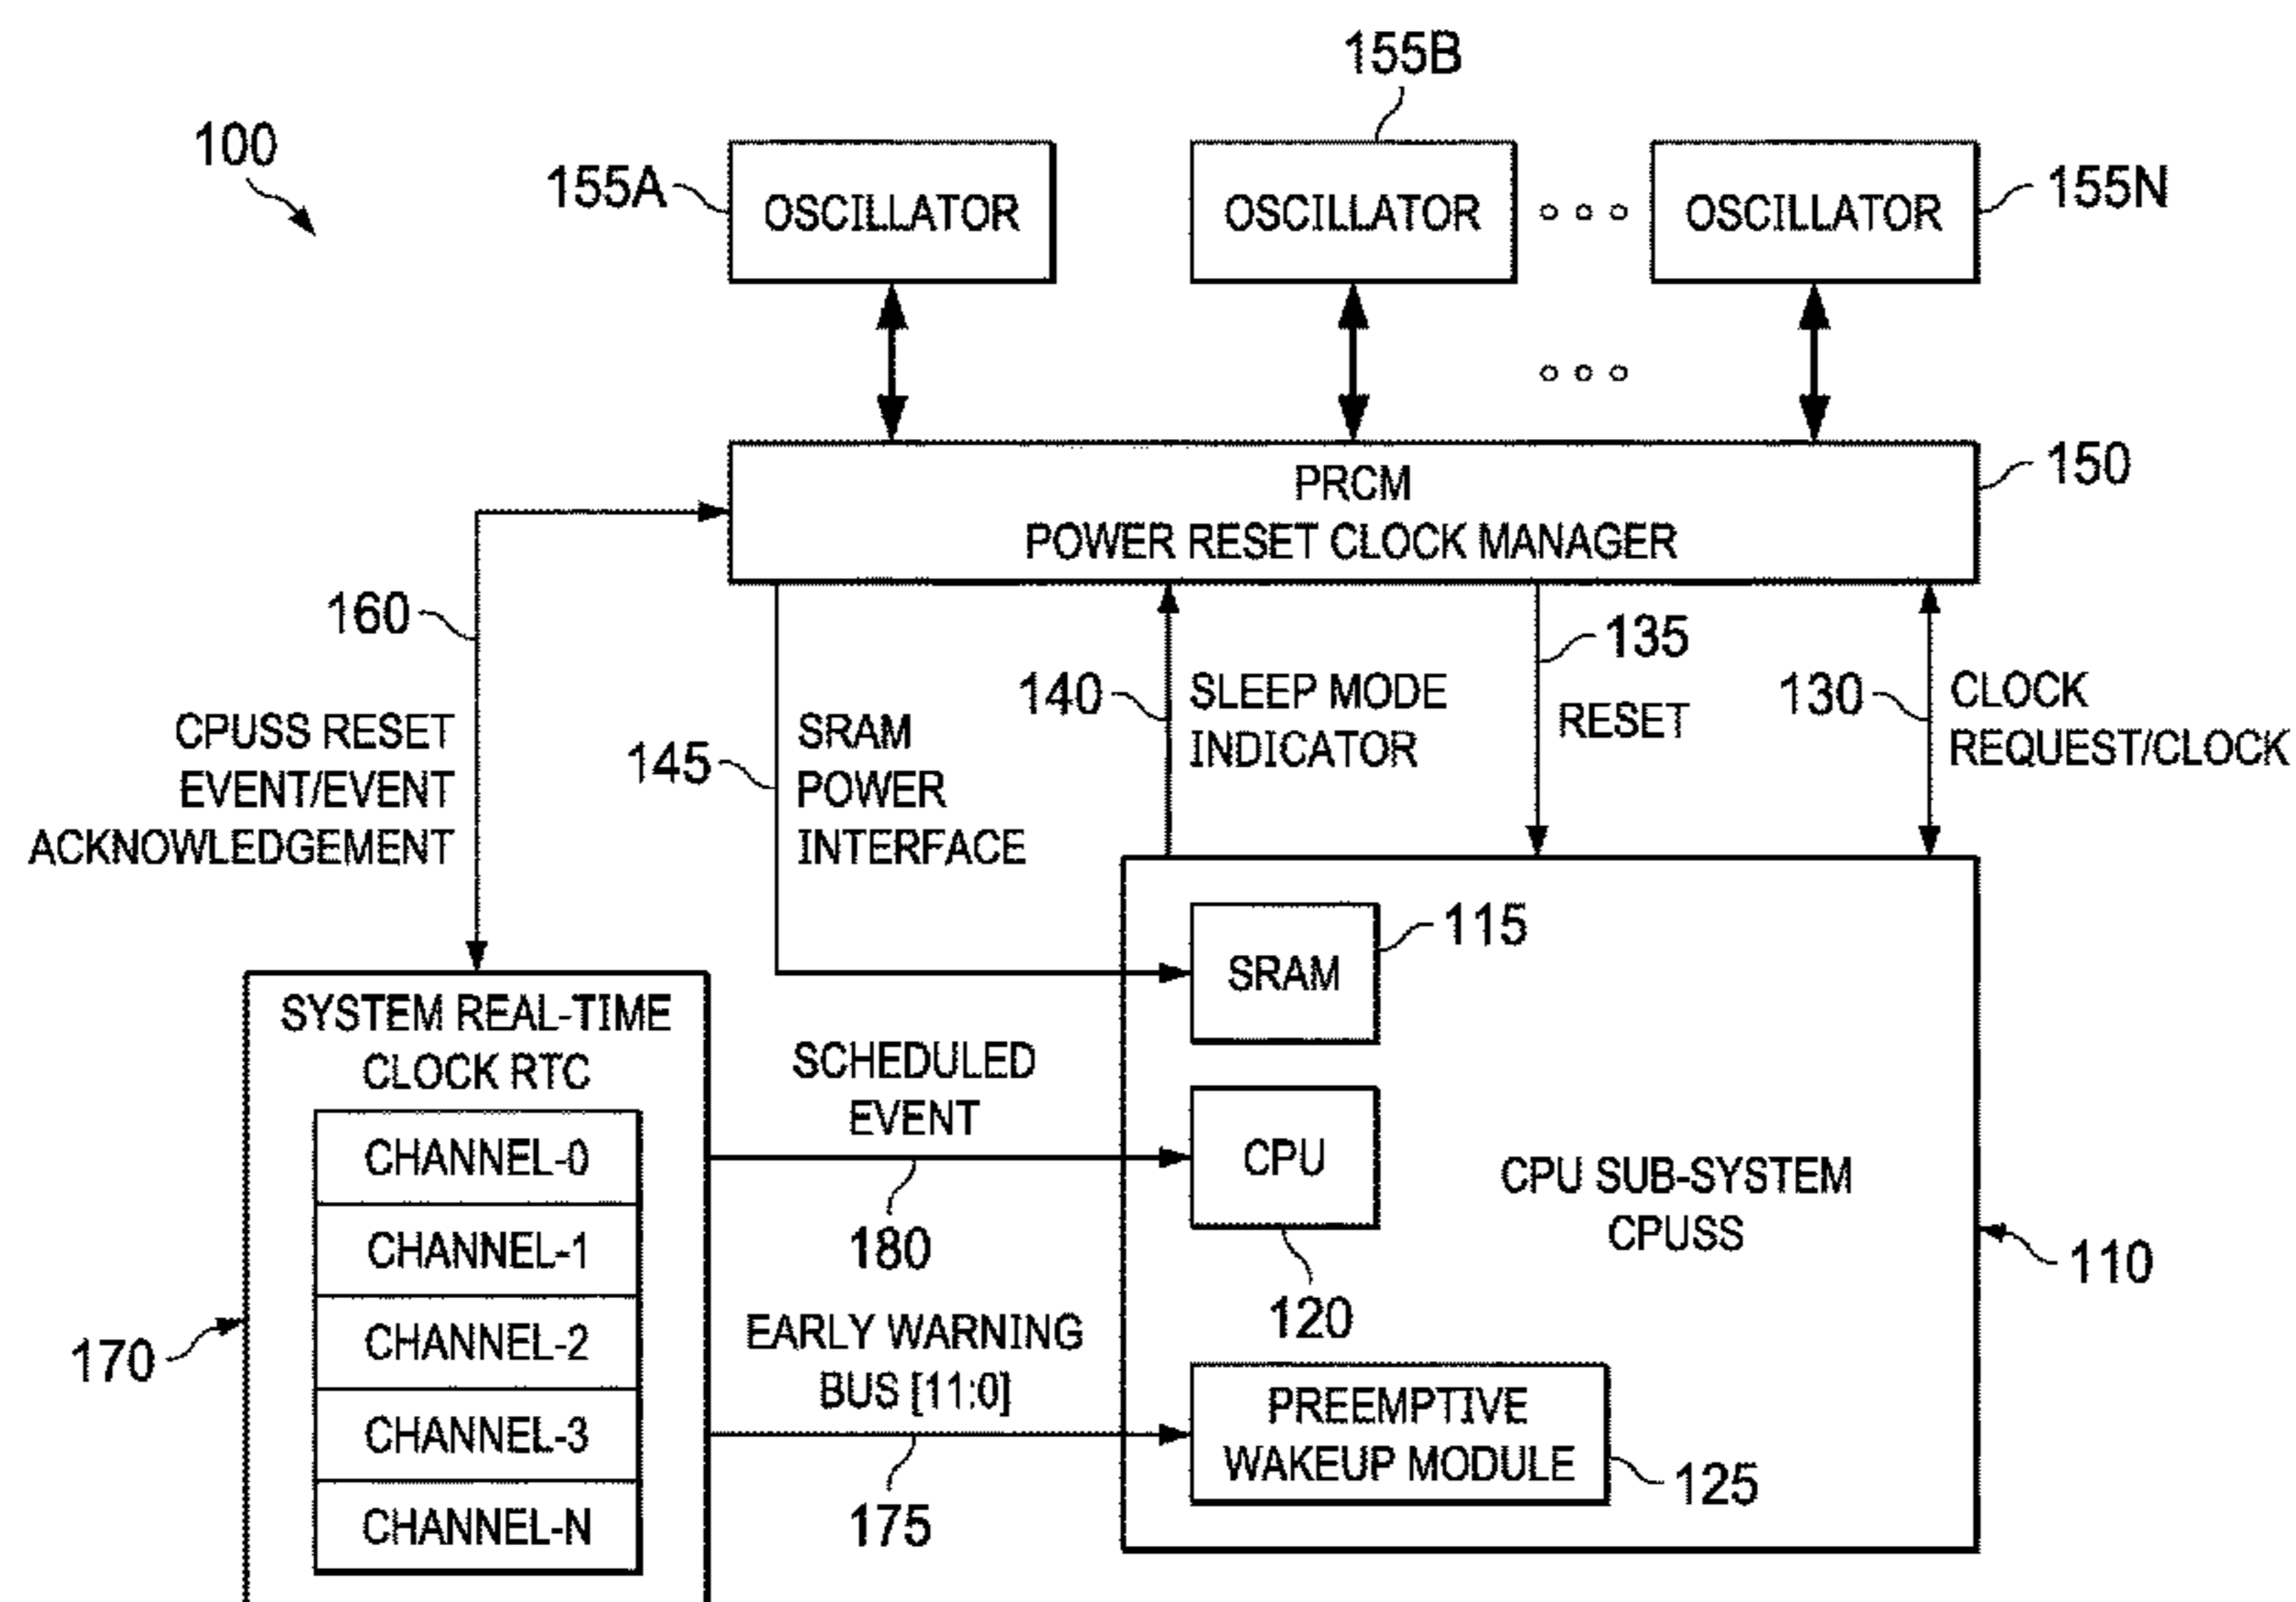 155B
100
155A
OSCILLATOR
OSCILLATOR
OSCILLATOR
155N
PRCM
POWER RESET CLOCK MANAGER
150
160
CPUSS RESET
EVENT/EVENT
ACKNOWLEDGEMENT
145
SRAM
POWER
INTERFACE
140
SLEEP MODE
INDICATOR
135
RESET
130
CLOCK
REQUEST/CLOCK
SYSTEM REAL-TIME
CLOCK RTC
CHANNEL-0
CHANNEL-1
CHANNEL-2
CHANNEL-3
CHANNEL-N
170
SCHEDULED
EVENT
180
EARLY WARNING
BUS [11:0]
175
SRAM
115
CPU
120
CPU SUB-SYSTEM
CPUSS
110
PREEMPTIVE
WAKEUP MODULE
125